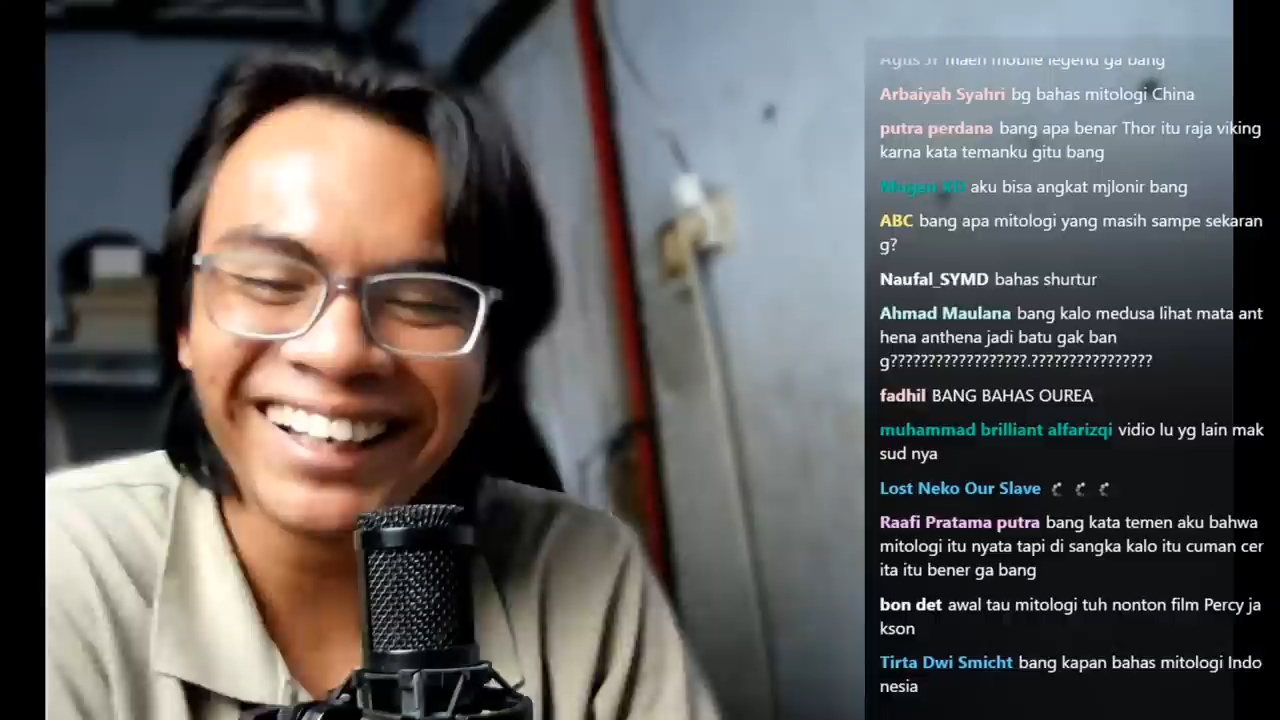 Agus Jr maen mobile legend ga bang
Arbaiyah Syahri bg bahas mitologi China
putra perdana bang apa benar Thor itu raja viking
karna kata temanku gitu bang
Mugen XD aku bisa angkat mjlonir bang
ABC bang apa mitologi yang masih sampe sekaran
g?
Naufal_SYMD bahas shurtur
Ahmad Maulana bang kalo medusa lihat mata ant
hena anthena jadi batu gak ban
g??????????????????.????????????????
fadhil BANG BAHAS OUREA
muhammad brilliant alfarizqi vidio lu yg lain mak
sud nya
Lost Neko Our Slave
Raafi Pratama putra bang kata temen aku bahwa
mitologi itu nyata tapi di sangka kalo itu cuman cer
ita itu bener ga bang
bon det awal tau mitologi tuh nonton film Percy ja
kson
Tirta Dwi Smicht bang kapan bahas mitologi Indo
nesia